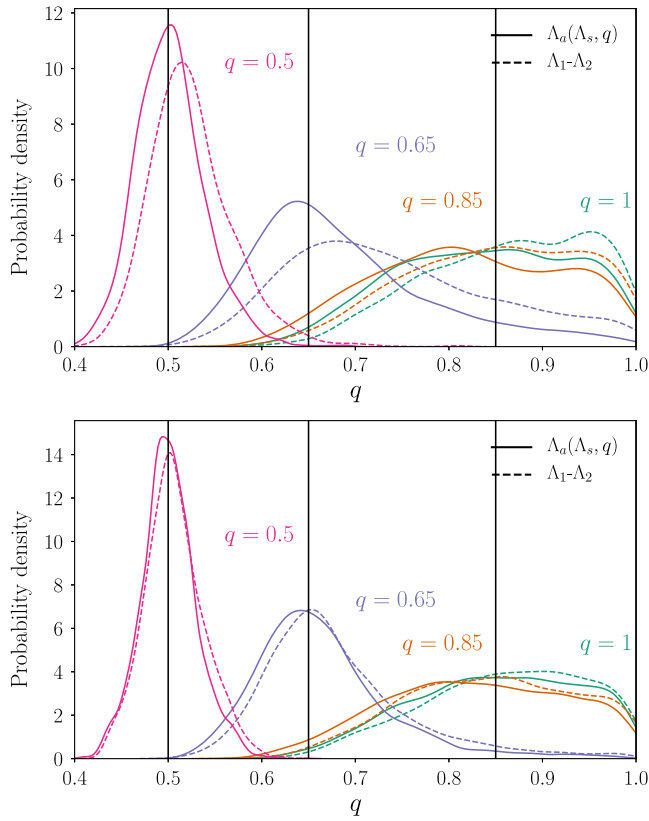 12
10
8
6
4
2
0
Probability density
q = 0.5
q = 0.65
q = 0.85
q = 1
Λₐ(Λₛ, q)
Λ₁-Λ₂
0.4 0.5 0.6 0.7 0.8 0.9 1.0
q
14
12
10
8
6
4
2
0
Probability density
q = 0.5
q = 0.65
q = 0.85
q = 1
Λₐ(Λₛ, q)
Λ₁-Λ₂
0.4 0.5 0.6 0.7 0.8 0.9 1.0
q